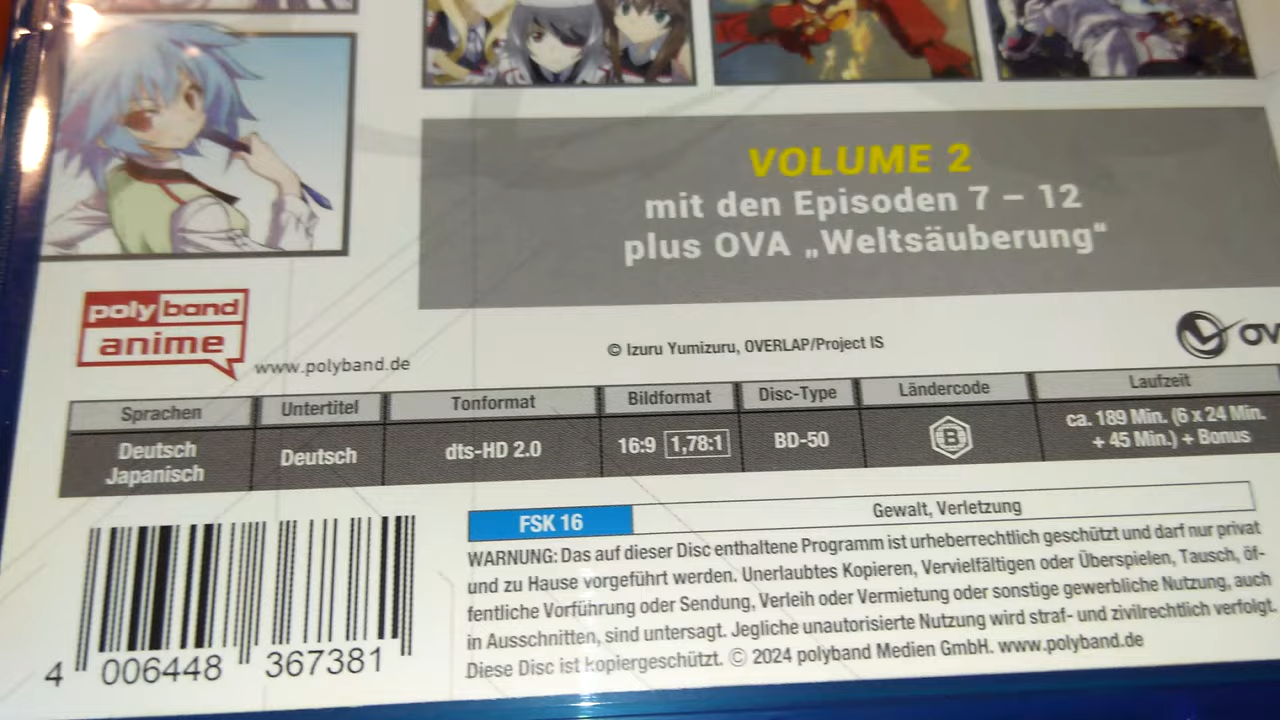 VOLUME 2
mit den Episoden 7 – 12
plus OVA „Weltsäuberung“
polyband
anime
www.polyband.de
© Izuru Yumizuru, OVERLAP/Project IS
Sprachen
Deutsch
Japanisch
Untertitel
Deutsch
Tonformat
dts-HD 2.0
Bildformat
16:9 1,78:1
Disc-Type
BD-50
Ländercode
B
Laufzeit
ca. 189 Min. (6 x 24 Min.
+ 45 Min.) + Bonus
FSK 16
Gewalt, Verletzung
WARNUNG: Das auf dieser Disc enthaltene Programm ist urheberrechtlich geschützt und darf nur privat
und zu Hause vorgeführt werden. Unerlaubtes Kopieren, Vervielfältigen oder Überspielen, Tausch, öf-
fentliche Vorführung oder Sendung, Verleih oder Vermietung oder sonstige gewerbliche Nutzung, auch
in Ausschnitten, sind untersagt. Jegliche unautorisierte Nutzung wird straf- und zivilrechtlich verfolgt.
Diese Disc ist kopiergeschützt. © 2024 polyband Medien GmbH. www.polyband.de
4 006448 367381